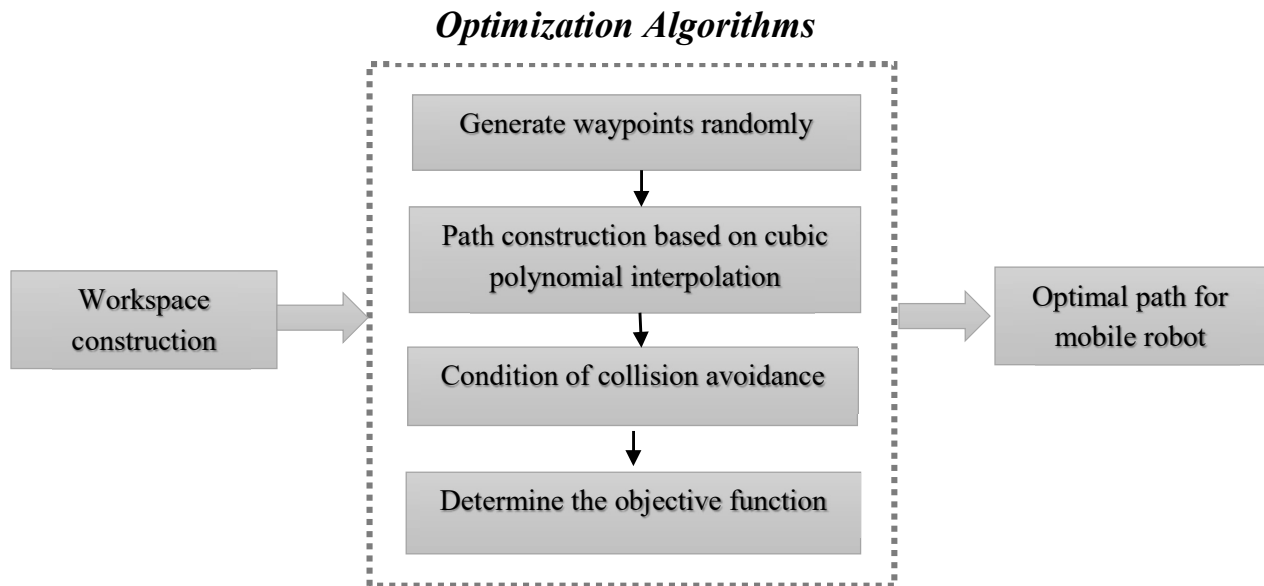 Optimization Algorithms
Generate waypoints randomly
Path construction based on cubic
polynomial interpolation
Workspace
construction
Condition of collision avoidance
Determine the objective function
Optimal path for
mobile robot